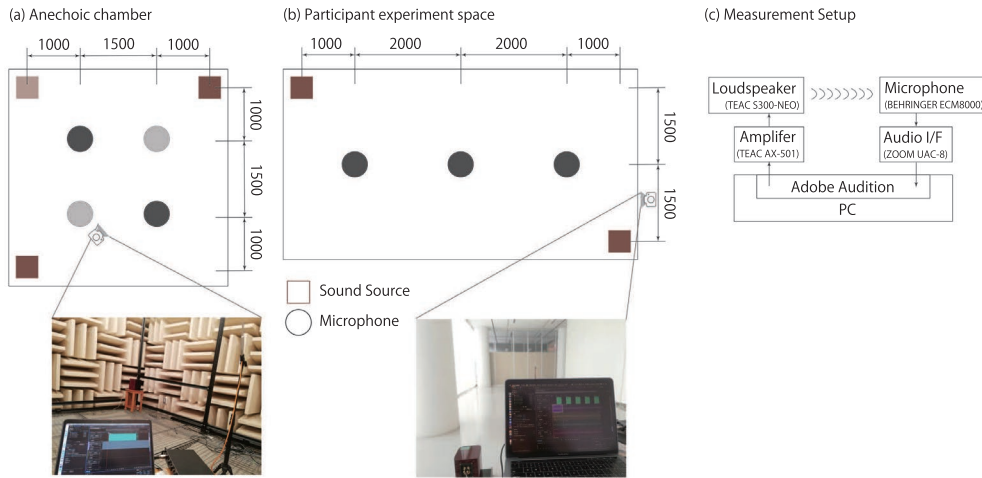 (a) Anechoic chamber
1000
1500
1000
1000
1500
1000
(b) Participant experiment space
1000
2000
2000
1000
1500
1500
Sound Source
Microphone
(c) Measurement Setup
Loudspeaker
(TEAC S300-NEO)
Microphone
(BEHRINGER ECM8000)
Amplifer
(TEAC AX-501)
Audio I/F
(ZOOM UAC-8)
Adobe Audition
PC